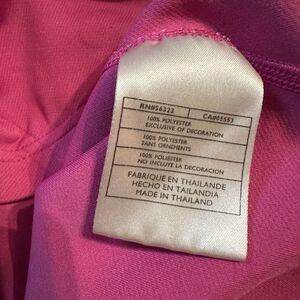 RN#56323 CA#05553
100% POLYESTER
EXCLUSIVE OF DECORATION
100% POLYESTER
SANS ORNEMENTS
100% POLIESTER
NO INCLUYE LA DECORACION
FABRIQUE EN THAILANDE
HECHO EN TAILANDIA
MADE IN THAILAND